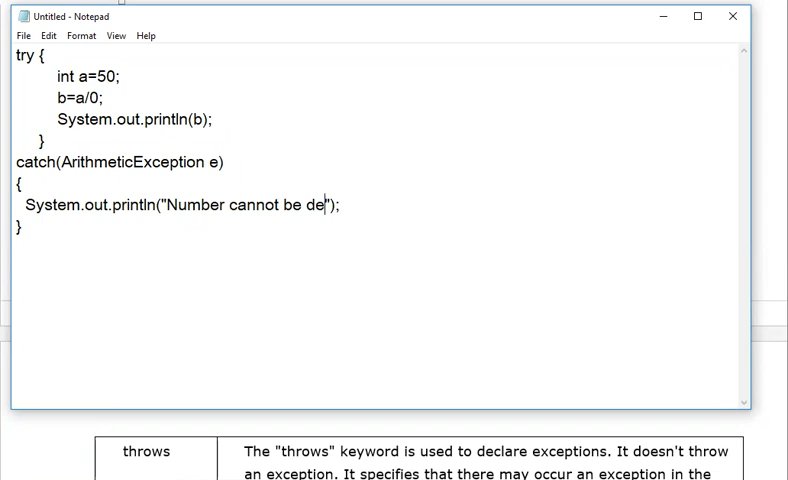 Untitled - Notepad
File Edit Format View Help
try {
int a=50;
b=a/0;
System.out.println(b);
}
catch(ArithmeticException e)
{
System.out.println("Number cannot be de");
}
throws The "throws" keyword is used to declare exceptions. It doesn't throw
an exception. It specifies that there may occur an exception in the